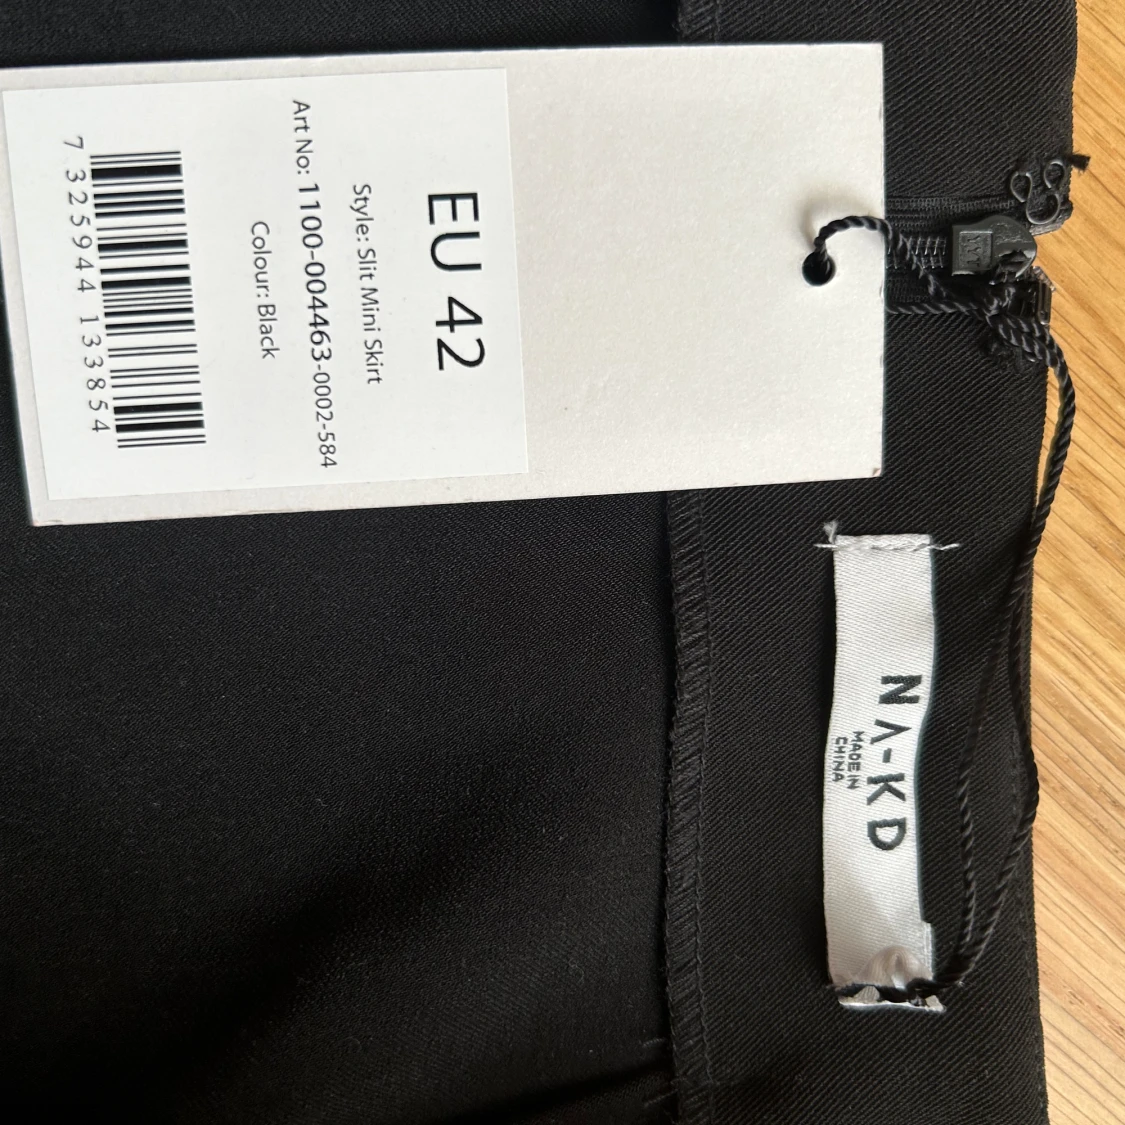 EU 42
Style: Slit Mini Skirt
Art No: 1100-004463-0002-584
Colour: Black
7 325944 133854
NA-KD
MADE IN
CHINA